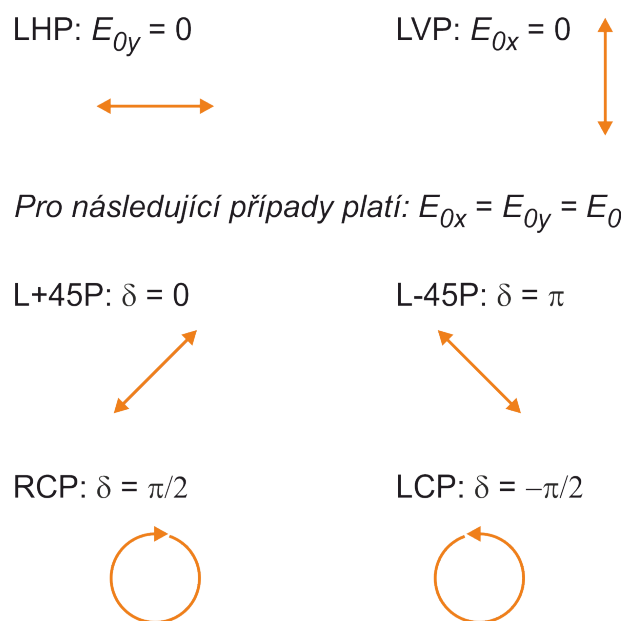 LHP: E0y = 0
LVP: E0x = 0
Pro následující případy platí: E0x = E0y = E0
L+45P: δ = 0
L-45P: δ = π
RCP: δ = π/2
LCP: δ = −π/2